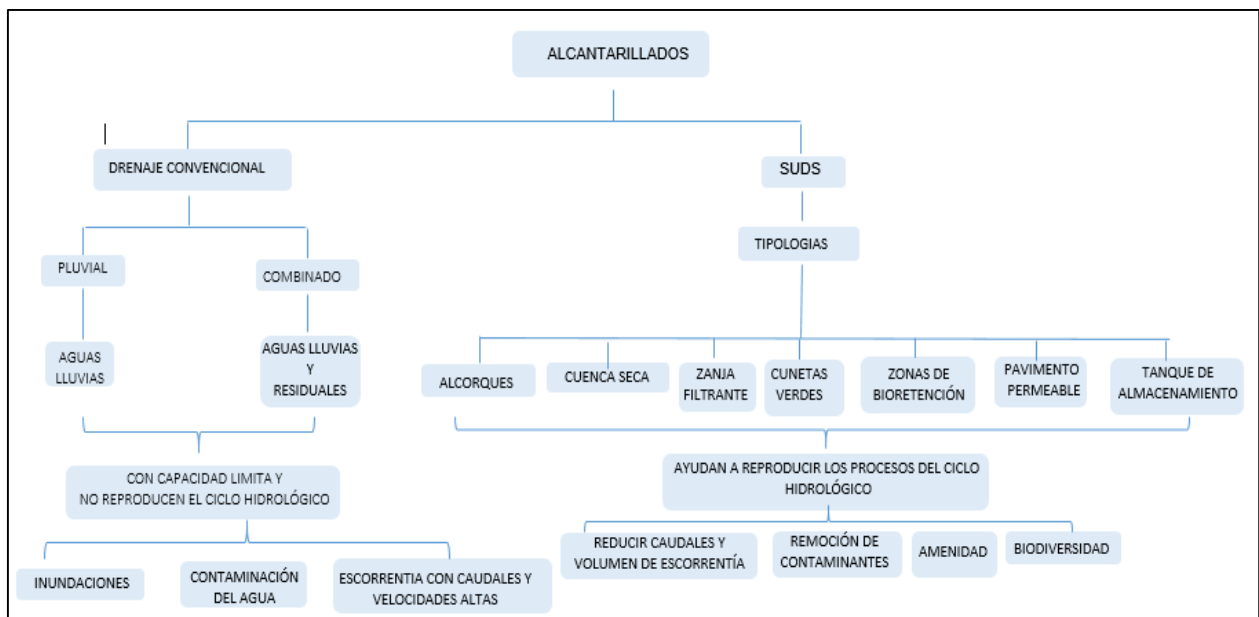 ALCANTARILLADOS
DRENAJE CONVENCIONAL
SUDS
TIPOLOGIAS
PLUVIAL
COMBINADO
AGUAS
LLUVIAS
AGUAS LLUVIAS
Y
RESIDUALES
ALCORQUES
CUENCA SECA
ZANJA
FILTRANTE
CUNETAS
VERDES
ZONAS DE
BIORETENCIÓN
PAVIMENTO
PERMEABLE
TANQUE DE
ALMACENAMIENTO
CON CAPACIDAD LIMITA Y
NO REPRODUCEN EL CICLO HIDROLÓGICO
AYUDAN A REPRODUCIR LOS PROCESOS DEL CICLO
HIDROLÓGICO
INUNDACIONES
CONTAMINACIÓN
DEL AGUA
ESCORRENTIA CON CAUDALES Y
VELOCIDADES ALTAS
REDUCIR CAUDALES Y
VOLUMEN DE ESCORRENTÍA
REMOCIÓN DE
CONTAMINANTES
AMENIDAD
BIODIVERSIDAD